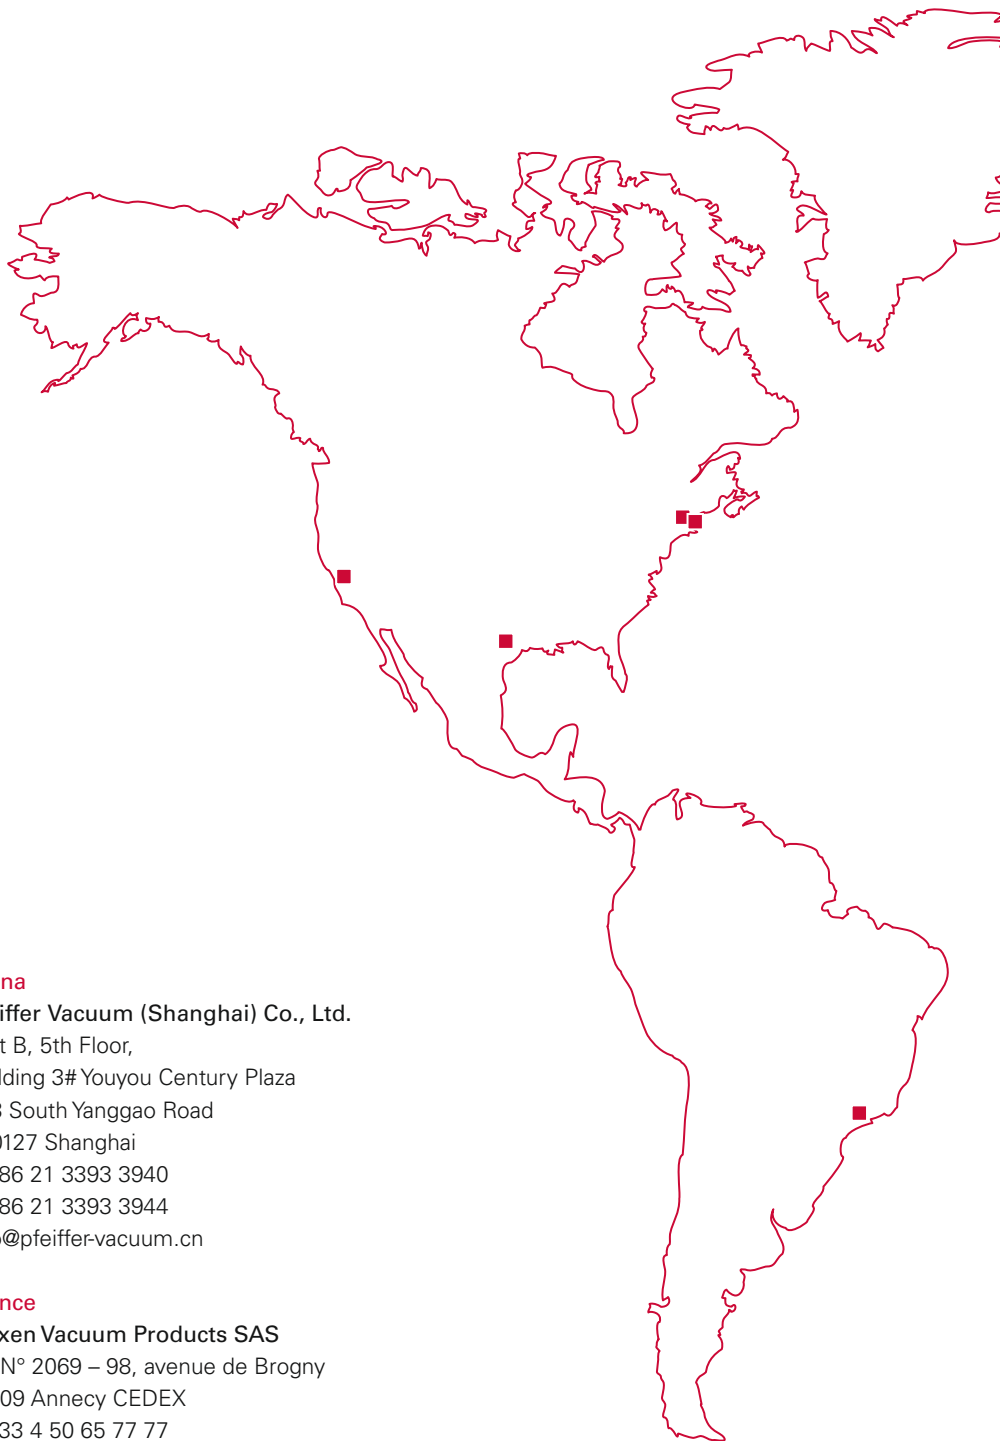 na
iffer Vacuum (Shanghai) Co., Ltd.
t B, 5th Floor,
lding 3# Youyou Century Plaza
3 South Yanggao Road
0127 Shanghai
86 21 3393 3940
86 21 3393 3944
o@pfeiffer-vacuum.cn
nce
xen Vacuum Products SAS
N° 2069 – 98, avenue de Brogny
09 Annecy CEDEX
33 4 50 65 77 77